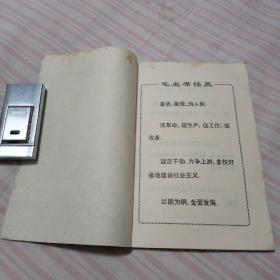 毛主席语录
备战、备荒、为人民。
抓革命，促生产，促工作，促
战备。
鼓足干劲，力争上游，多快好
省地建设社会主义。
以粮为纲，全面发展。